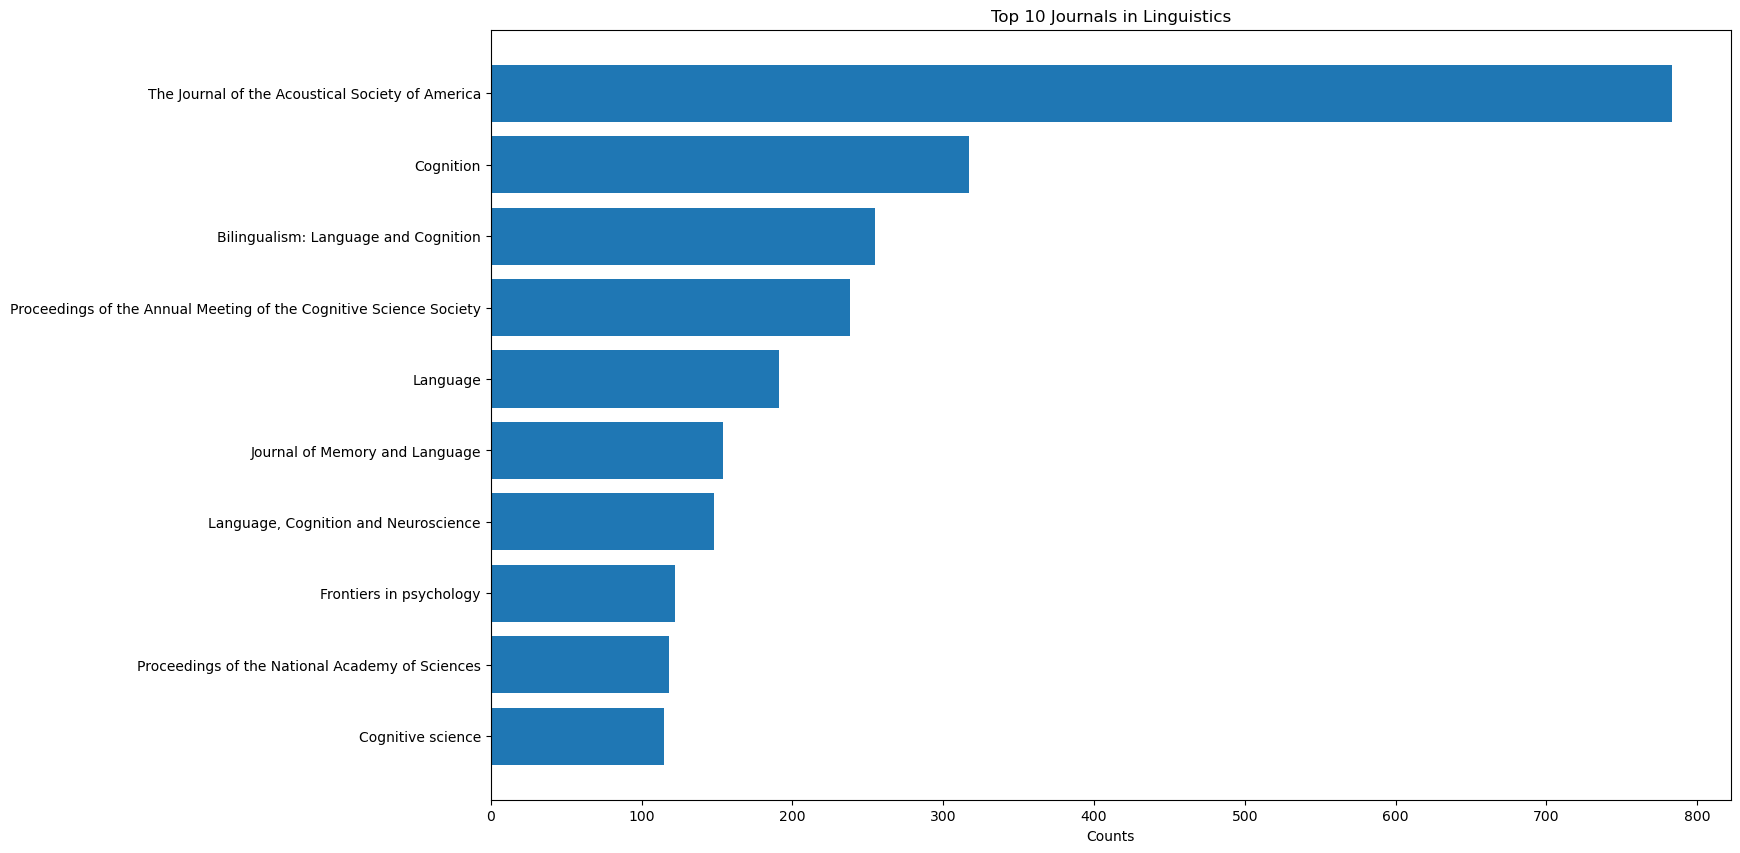 Top 10 Journals in Linguistics
The Journal of the Acoustical Society of America
Cognition
Bilingualism: Language and Cognition
Proceedings of the Annual Meeting of the Cognitive Science Society
Language
Journal of Memory and Language
Language, Cognition and Neuroscience
Frontiers in psychology
Proceedings of the National Academy of Sciences
Cognitive science
0 100 200 300 400 500 600 700 800
Counts